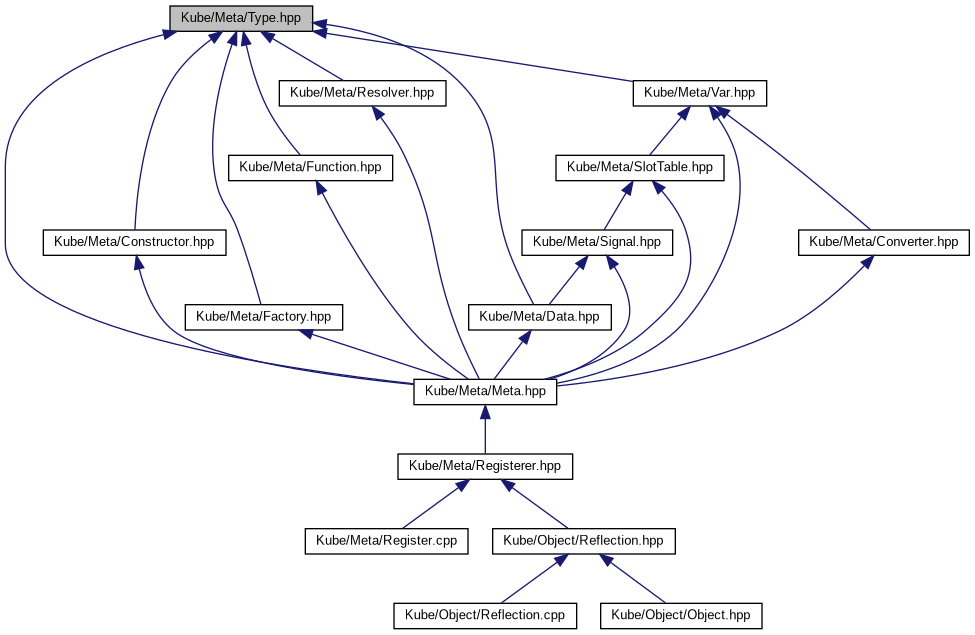 Kube/Meta/Type.hpp
Kube/Meta/Resolver.hpp
Kube/Meta/Var.hpp
Kube/Meta/Function.hpp
Kube/Meta/SlotTable.hpp
Kube/Meta/Constructor.hpp
Kube/Meta/Signal.hpp
Kube/Meta/Converter.hpp
Kube/Meta/Factory.hpp
Kube/Meta/Data.hpp
Kube/Meta/Meta.hpp
Kube/Meta/Registerer.hpp
Kube/Meta/Register.cpp
Kube/Object/Reflection.hpp
Kube/Object/Reflection.cpp
Kube/Object/Object.hpp